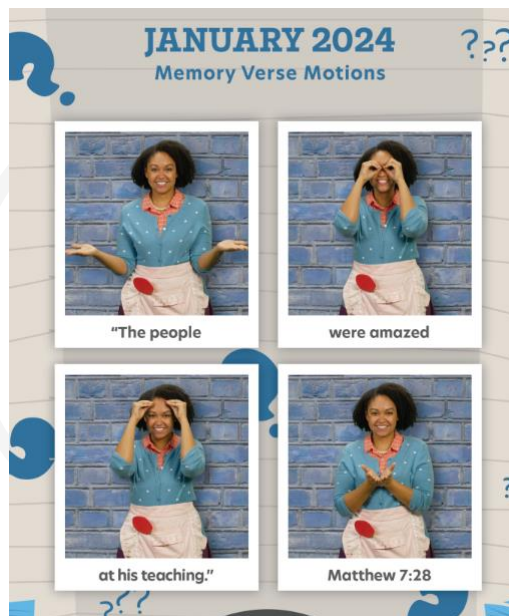 JANUARY 2024
???
Memory Verse Motions
“The people
were amazed
at his teaching.”
Matthew 7:28
???